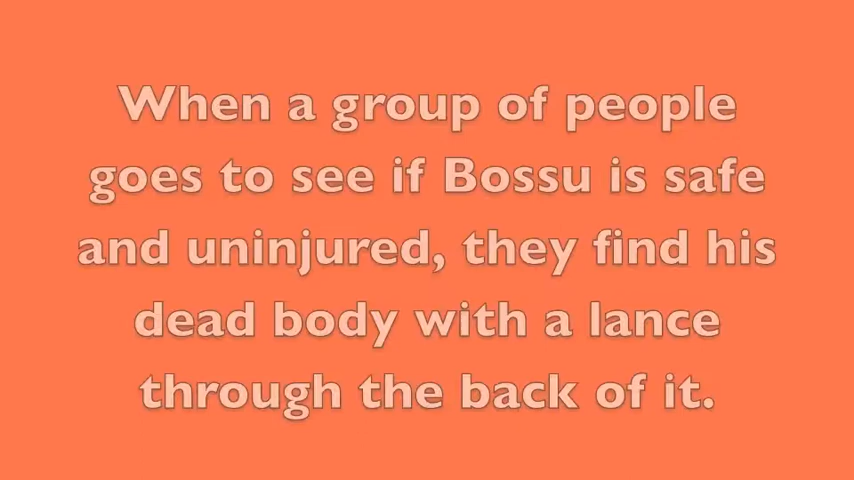 When a group of people
goes to see if Bossu is safe
and uninjured, they find his
dead body with a lance
through the back of it.